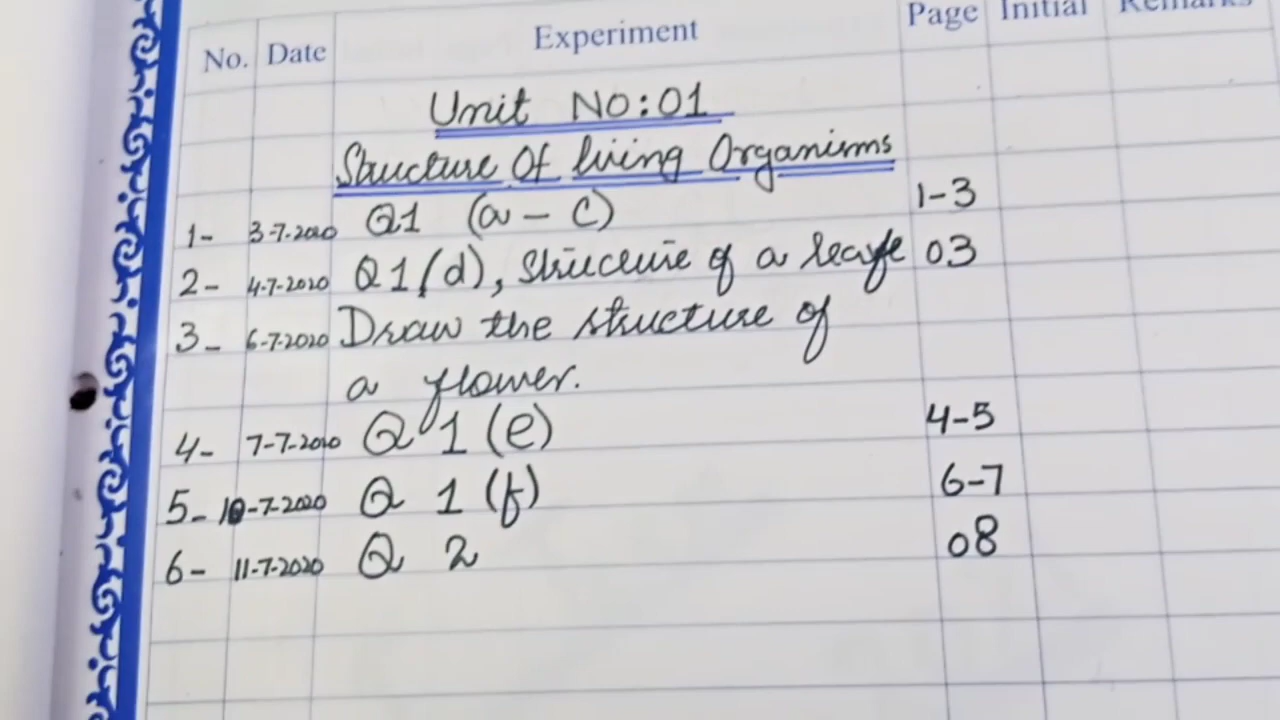 No. Date Experiment Page Initial Remarks
Unit No:01
Structure Of living Organisms
1- 3-7-2020 Q1 (a - c) 1-3
2- 4-7-2020 Q1(d), Structure of a leafe 03
3- 6-7-2020 Draw the structure of
a flower.
4- 7-7-2020 Q 1 (e) 4-5
5- 10-7-2020 Q 1 (f) 6-7
6- 11-7-2020 Q 2 08